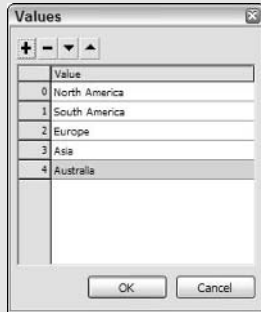 Values
Value
0 North America
1 South America
2 Europe
3 Asia
4 Australia
OK Cancel